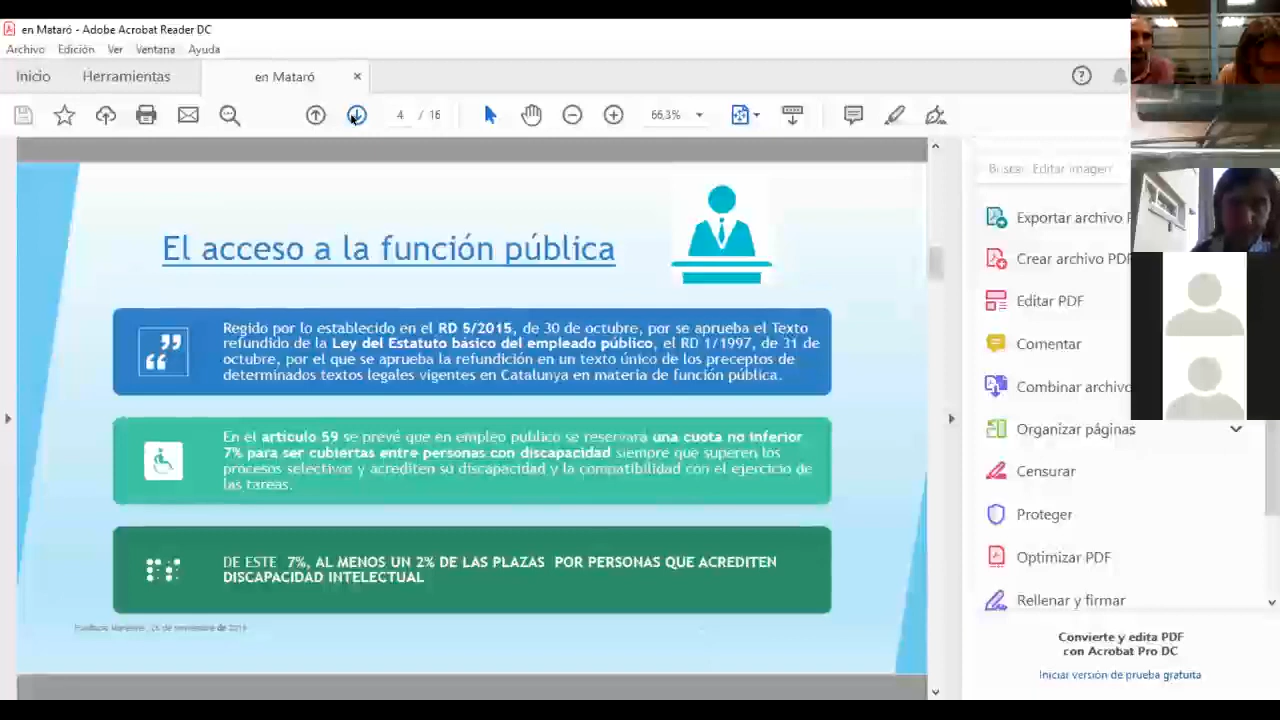 en Mataró - Adobe Acrobat Reader DC
Archivo Edición Ver Ventana Ayuda
Inicio Herramientas en Mataró ×
4 / 16 66,3%
El acceso a la función pública
Regido por lo establecido en el RD 5/2015, de 30 de octubre, por se aprueba el Texto
refundido de la Ley del Estatuto básico del empleado público, el RD 1/1997, de 31 de
octubre, por el que se aprueba la refundición en un texto único de los preceptos de
determinados textos legales vigentes en Catalunya en materia de función pública.
En el artículo 59 se prevé que en empleo publico se reservará una cuota no inferior
7% para ser cubiertas entre personas con discapacidad siempre que superen los
procesos selectivos y acrediten su discapacidad y la compatibilidad con el ejercicio de
las tareas.
DE ESTE 7%, AL MENOS UN 2% DE LAS PLAZAS POR PERSONAS QUE ACREDITEN
DISCAPACIDAD INTELECTUAL
26 de noviembre de 2019
Buscar Editar imagen
Exportar archivo P
Crear archivo PDF
Editar PDF
Comentar
Combinar archivo
Organizar páginas
Censurar
Proteger
Optimizar PDF
Rellenar y firmar
Convierte y edita PDF
con Acrobat Pro DC
Iniciar versión de prueba gratuita